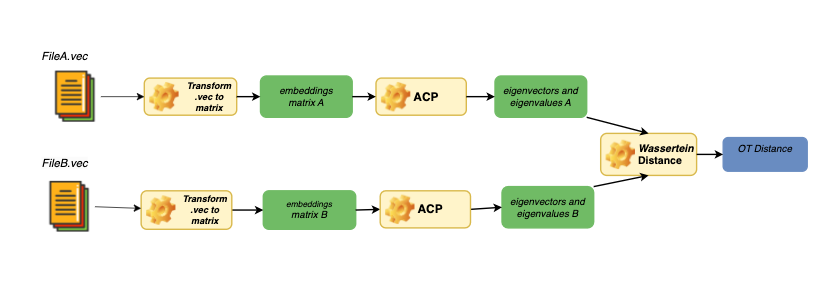 FileA.vec
Transform
.vec to
matrix
embeddings
matrix A
ACP
eigenvectors and
eigenvalues A
Wassertein
Distance
OT Distance
FileB.vec
Transform
.vec to
matrix
embeddings
matrix B
ACP
eigenvectors and
eigenvalues B